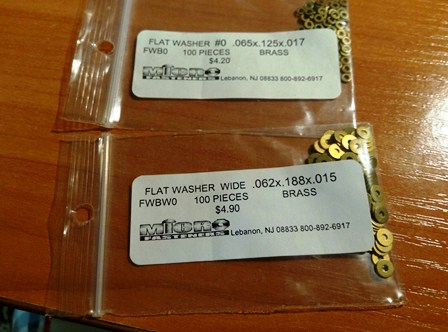 FLAT WASHER #0 .065x.125x.017
FWB0 100 PIECES BRASS
$4.20
Micro
FASTENERS Lebanon, NJ 08833 800-892-6917
FLAT WASHER WIDE .062x.188x.015
FWBW0 100 PIECES BRASS
$4.90
Micro
FASTENERS Lebanon, NJ 08833 800-892-6917